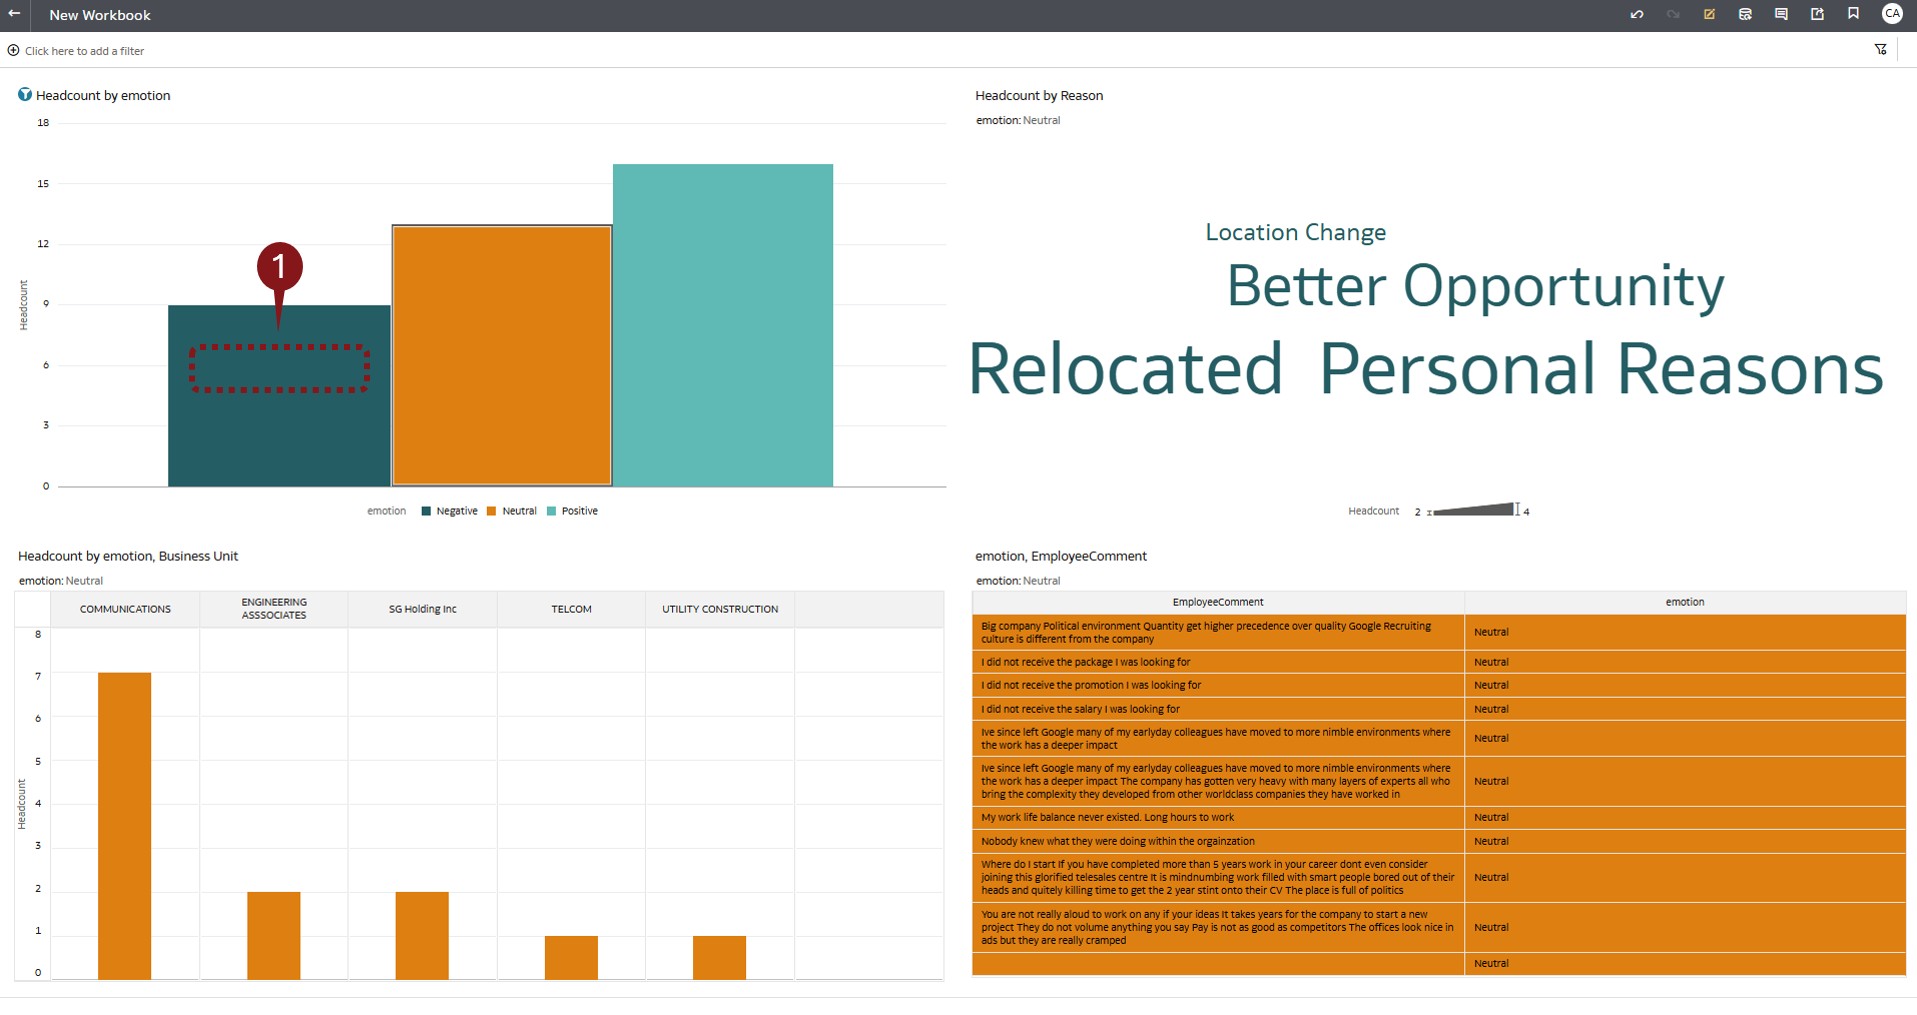 New Workbook
CA
Click here to add a filter
Headcount by emotion
18
15
12
9
6
3
0
Headcount
1
emotion Negative Neutral Positive
Headcount by Reason
emotion: Neutral
Location Change
Better Opportunity
Relocated Personal Reasons
Headcount 2 4
Headcount by emotion, Business Unit
emotion: Neutral
COMMUNICATIONS
ENGINEERING
ASSSOCIATES
SG Holding Inc
TELCOM
UTILITY CONSTRUCTION
8
7
6
5
4
3
2
1
0
Headcount
emotion, EmployeeComment
emotion: Neutral
EmployeeComment emotion
Big company Political environment Quantity get higher precedence over quality Google Recruiting
culture is different from the company
Neutral
I did not receive the package I was looking for Neutral
I did not receive the promotion I was looking for Neutral
I did not receive the salary I was looking for Neutral
Ive since left Google many of my earlyday colleagues have moved to more nimble environments where
the work has a deeper impact
Neutral
Ive since left Google many of my earlyday colleagues have moved to more nimble environments where
the work has a deeper impact The company has gotten very heavy with many layers of experts all who
bring the complexity they developed from other worldclass companies they have worked in
Neutral
My work life balance never existed. Long hours to work Neutral
Nobody knew what they were doing within the orgainzation Neutral
Where do I start If you have completed more than 5 years work in your career dont even consider
joining this glorified telesales centre It is mindnumbing work filled with smart people bored out of their
heads and quitely killing time to get the 2 year stint onto their CV The place is full of politics
Neutral
You are not really aloud to work on any if your ideas It takes years for the company to start a new
project They do not volume anything you say Pay is not as good as competitors The offices look nice in
ads but they are really cramped
Neutral
Neutral